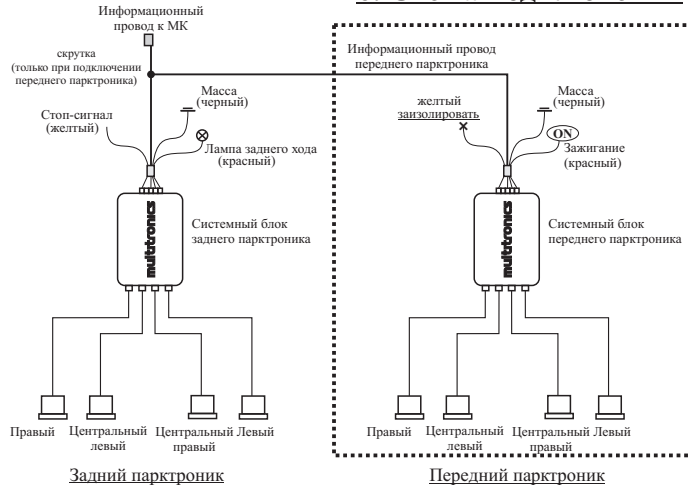 Информационный
провод к МК
скрутка
(только при подключении
переднего парктроника)
Информационный провод
переднего парктроника
Масса
(черный)
Стоп-сигнал
(желтый)
Лампа заднего хода
(красный)
желтый
заизолировать
Масса
(черный)
ON
Зажигание
(красный)
multitronics
Системный блок
заднего парктроника
multitronics
Системный блок
переднего парктроника
Правый
Центральный
левый
Центральный
правый
Левый
Правый
Центральный
левый
Центральный
правый
Левый
Задний парктроник
Передний парктроник